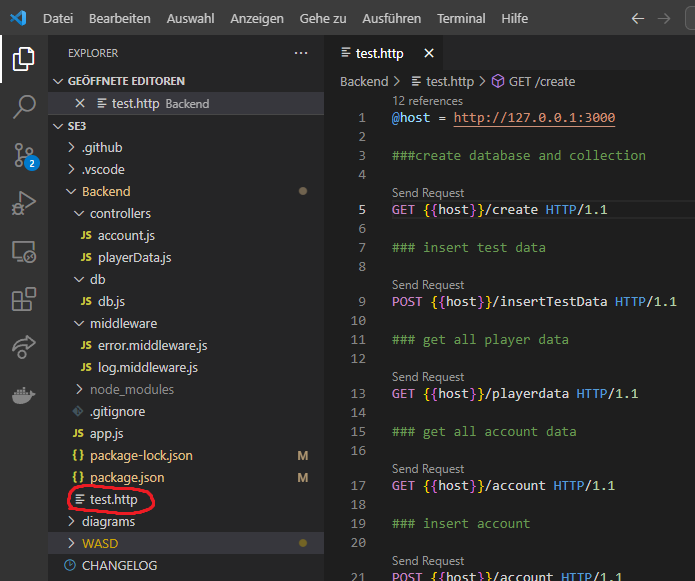 Datei Bearbeiten Auswahl Anzeigen Gehe zu Ausführen Terminal Hilfe
EXPLORER
GEÖFFNETE EDITOREN
test.http Backend
SE3
.github
.vscode
Backend
controllers
JS account.js
JS playerData.js
db
JS db.js
middleware
JS error.middleware.js
JS log.middleware.js
node_modules
.gitignore
JS app.js
{} package-lock.json M
{} package.json M
test.http
diagrams
WASD
CHANGELOG
2
test.http
Backend > test.http > GET /create
12 references
1 @host = http://127.0.0.1:3000
2
3 ###create database and collection
4
Send Request
5 GET {{host}}/create HTTP/1.1
6
7 ### insert test data
8
Send Request
9 POST {{host}}/insertTestData HTTP/1.1
10
11 ### get all player data
12
Send Request
13 GET {{host}}/playerdata HTTP/1.1
14
15 ### get all account data
16
Send Request
17 GET {{host}}/account HTTP/1.1
18
19 ### insert account
20
Send Request
21 POST {{host}}/account HTTP/1.1